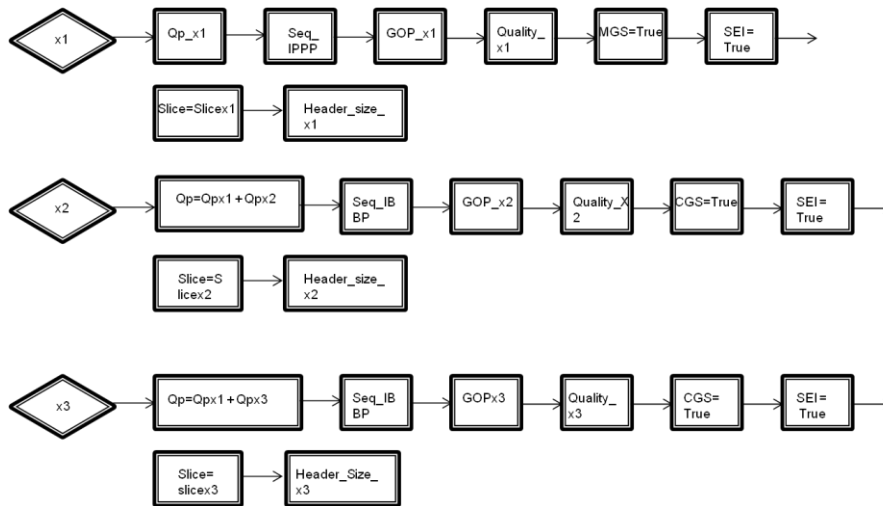 x1
Qp_x1
Seq_
IPPP
GOP_x1
Quality_
x1
MGS=True
SEI=
True
Slice=Slicex1
Header_size_
x1
x2
Qp=Qpx1+Qpx2
Seq_IB
BP
GOP_x2
Quality_X
2
CGS=True
SEI=
True
Slice=S
licex2
Header_size_
x2
x3
Qp=Qpx1+Qpx3
Seq_IB
BP
GOPx3
Quality_
x3
CGS=
True
SEI=
True
Slice=
slicex3
Header_Size_
x3